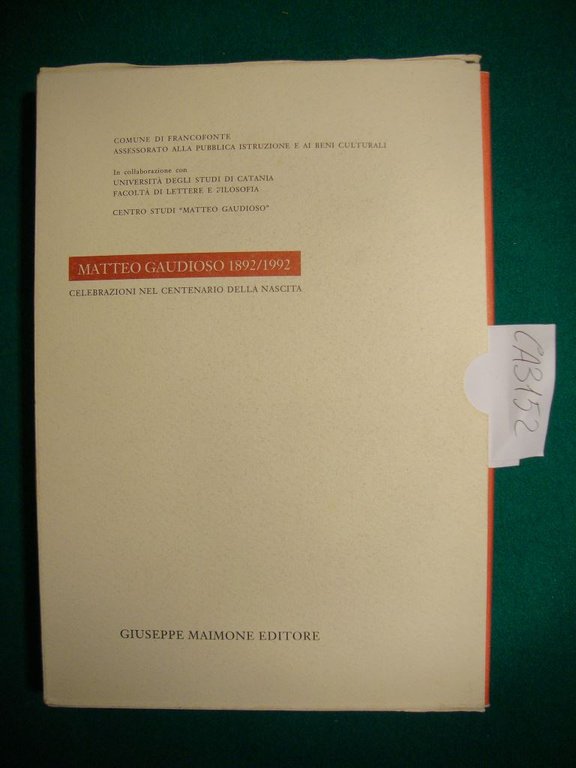 COMUNE DI FRANCOFONTE
ASSESSORATO ALLA PUBBLICA ISTRUZIONE E AI BENI CULTURALI
In collaborazione con
UNIVERSITÀ DEGLI STUDI DI CATANIA
FACOLTÀ DI LETTERE E FILOSOFIA
CENTRO STUDI "MATTEO GAUDIOSO"
MATTEO GAUDIOSO 1892/1992
CELEBRAZIONI NEL CENTENARIO DELLA NASCITA
GIUSEPPE MAIMONE EDITORE
CAB152